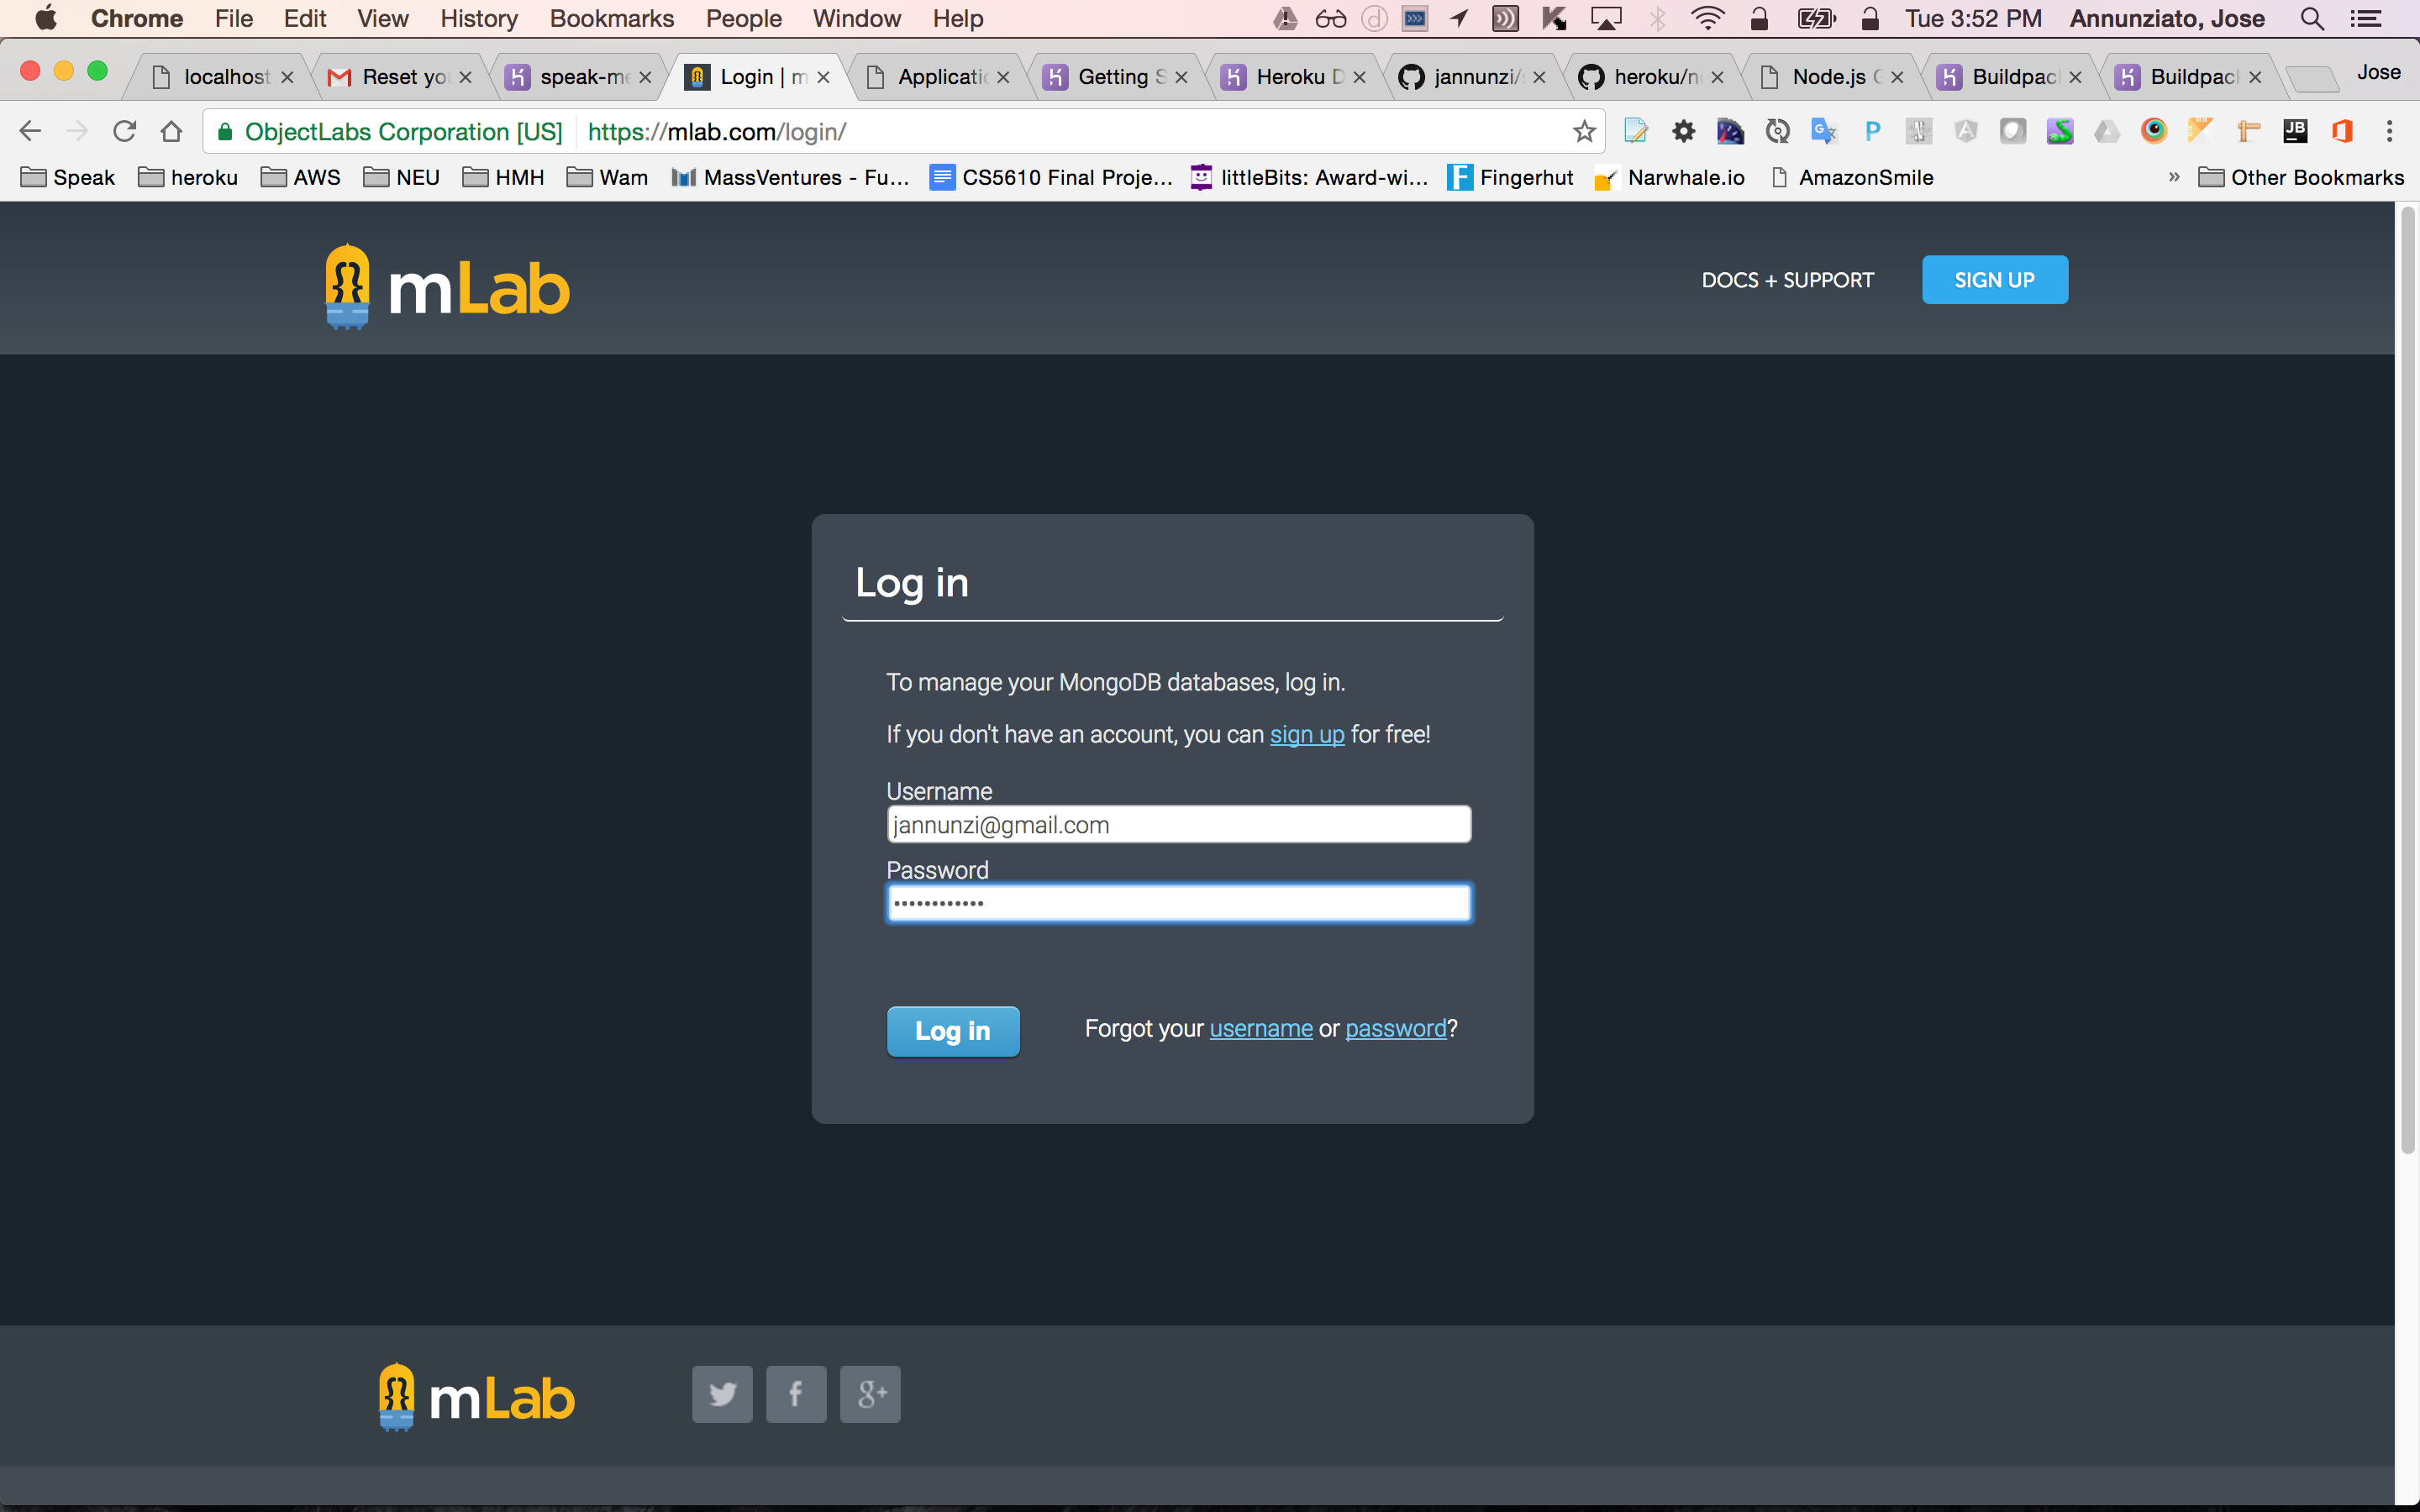 Chrome File Edit View History Bookmarks People Window Help Tue 3:52 PM Annunziato, Jose
localhost Reset yo speak-me Login | m Applicatio Getting S Heroku D jannunzi/ heroku/n Node.js Buildpac Buildpac Jose
ObjectLabs Corporation [US] https://mlab.com/login/
Speak heroku AWS NEU HMH Wam MassVentures - Fu... CS5610 Final Proje... littleBits: Award-wi... Fingerhut Narwhale.io AmazonSmile » Other Bookmarks
mLab DOCS + SUPPORT SIGN UP
Log in
To manage your MongoDB databases, log in.
If you don't have an account, you can sign up for free!
Username
jannunzi@gmail.com
Password
••••••••••••
Log in Forgot your username or password?
mLab